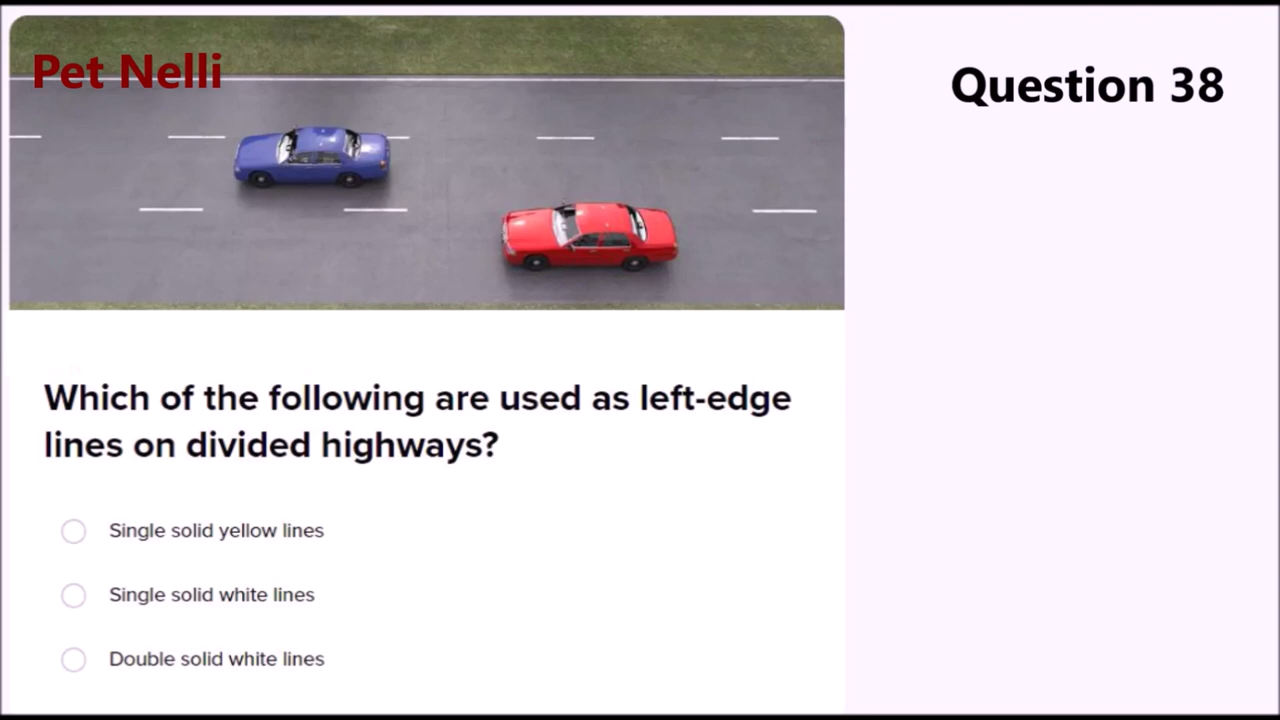 Pet Nelli
Question 38
Which of the following are used as left-edge
lines on divided highways?
Single solid yellow lines
Single solid white lines
Double solid white lines